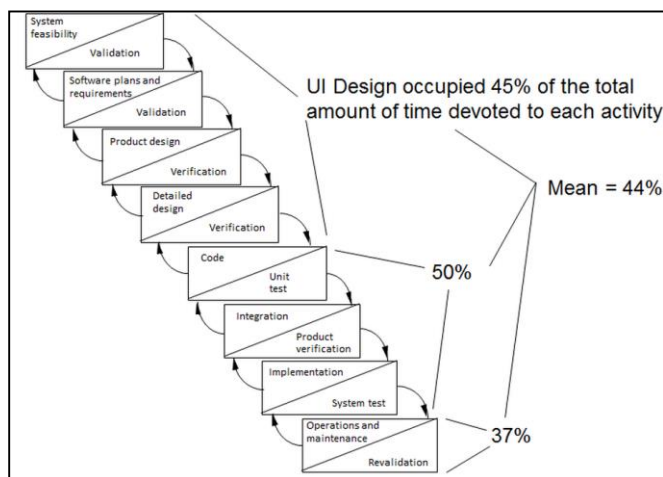 System
feasibility
Validation
Software plans and
requirements
Validation
Product design
Verification
Detailed
design
Verification
Code
Unit
test
Integration
Product
verification
Implementation
System test
Operations and
maintenance
Revalidation
UI Design occupied 45% of the total
amount of time devoted to each activity
Mean = 44%
50%
37%